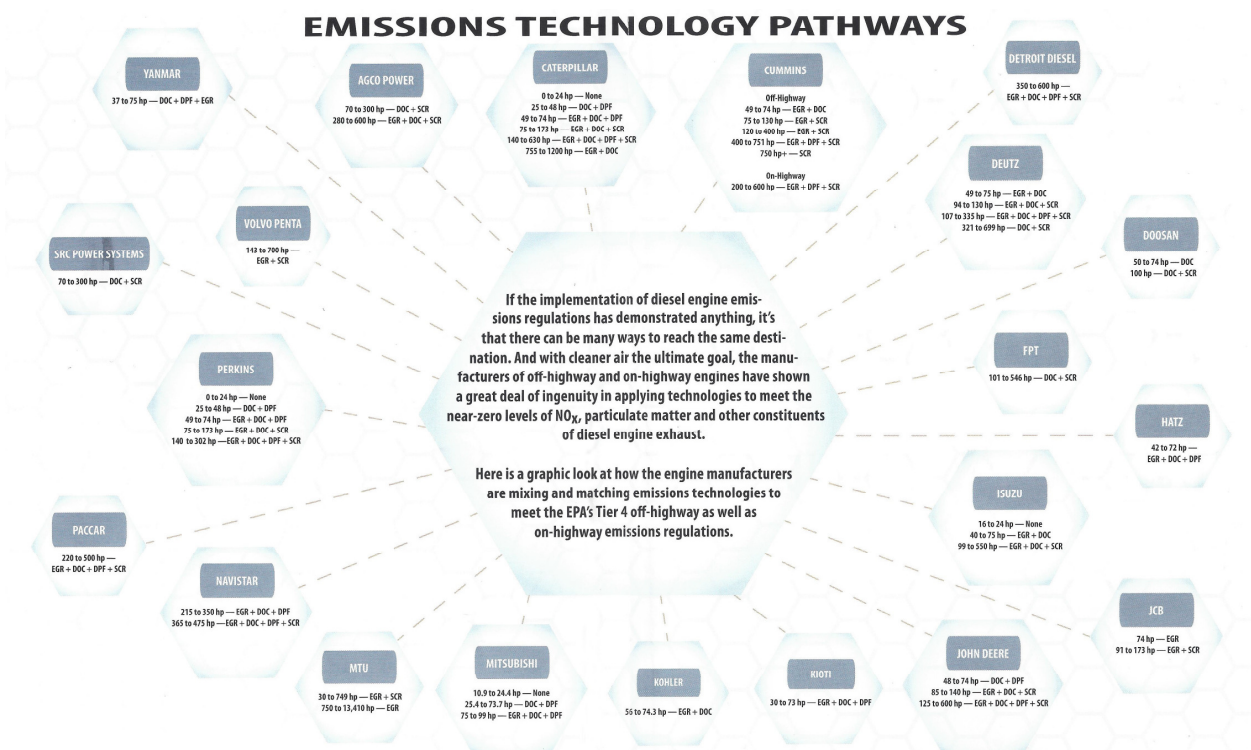 EMISSIONS TECHNOLOGY PATHWAYS
YANMAR
37 to 75 hp — DOC + DPF + EGR
AGCO POWER
70 to 300 hp — DOC + SCR
280 to 600 hp — EGR + DOC + SCR
CATERPILLAR
0 to 24 hp — None
25 to 48 hp — DOC + DPF
49 to 74 hp — EGR + DOC + DPF
75 to 173 hp — EGR + DOC + SCR
140 to 630 hp — EGR + DOC + DPF + SCR
755 to 1200 hp — EGR + DOC
CUMMINS
Off-Highway
49 to 74 hp — EGR + DOC
75 to 130 hp — EGR + SCR
120 to 400 hp — EGR + SCR
400 to 751 hp — EGR + DPF + SCR
750 hp+ — SCR
On-Highway
200 to 600 hp — EGR + DPF + SCR
DETROIT DIESEL
350 to 600 hp —
EGR + DOC + DPF + SCR
DEUTZ
49 to 75 hp — EGR + DOC
94 to 130 hp — EGR + DOC + SCR
107 to 335 hp — EGR + DOC + DPF + SCR
321 to 699 hp — DOC + SCR
VOLVO PENTA
143 to 700 hp —
EGR + SCR
DOOSAN
50 to 74 hp — DOC
100 hp — DOC + SCR
SRC POWER SYSTEMS
70 to 300 hp — DOC + SCR
If the implementation of diesel engine emis-
sions regulations has demonstrated anything, it's
that there can be many ways to reach the same desti-
nation. And with cleaner air the ultimate goal, the manu-
facturers of off-highway and on-highway engines have shown
a great deal of ingenuity in applying technologies to meet the
near-zero levels of NOx, particulate matter and other constituents
of diesel engine exhaust.
Here is a graphic look at how the engine manufacturers
are mixing and matching emissions technologies to
meet the EPA's Tier 4 off-highway as well as
on-highway emissions regulations.
FPT
101 to 546 hp — DOC + SCR
PERKINS
0 to 24 hp — None
25 to 48 hp — DOC + DPF
49 to 74 hp — EGR + DOC + DPF
75 to 173 hp — EGR + DOC + SCR
140 to 302 hp —EGR + DOC + DPF + SCR
HATZ
42 to 72 hp —
EGR + DOC + DPF
ISUZU
16 to 24 hp — None
40 to 75 hp — EGR + DOC
99 to 550 hp — EGR + DOC + SCR
PACCAR
220 to 500 hp —
EGR + DOC + DPF + SCR
NAVISTAR
215 to 350 hp — EGR + DOC + DPF
365 to 475 hp —EGR + DOC + DPF + SCR
JCB
74 hp — EGR
91 to 173 hp — EGR + SCR
MTU
30 to 749 hp — EGR + SCR
750 to 13,410 hp — EGR
MITSUBISHI
10.9 to 24.4 hp — None
25.4 to 73.7 hp — DOC + DPF
75 to 99 hp — EGR + DOC + DPF
KOHLER
56 to 74.3 hp — EGR + DOC
KIOTI
30 to 73 hp — EGR + DOC + DPF
JOHN DEERE
48 to 74 hp — DOC + DPF
85 to 140 hp — EGR + DOC + SCR
125 to 600 hp — EGR + DOC + DPF + SCR